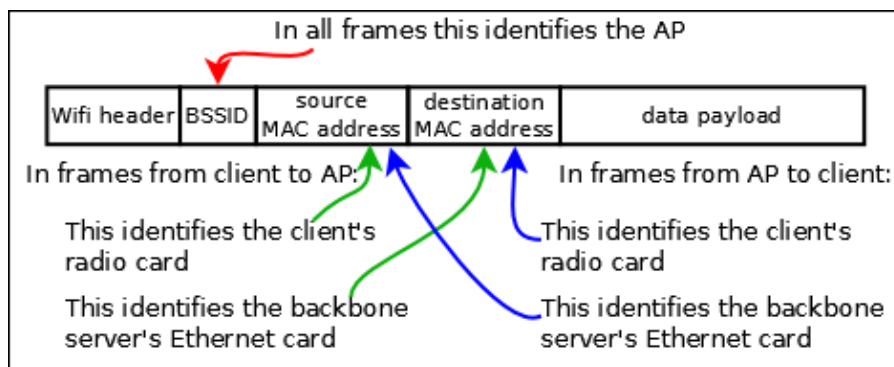 In all frames this identifies the AP
Wifi header
BSSID
source
MAC address
destination
MAC address
data payload
In frames from client to AP:
This identifies the client's
radio card
This identifies the backbone
server's Ethernet card
In frames from AP to client:
This identifies the client's
radio card
This identifies the backbone
server's Ethernet card